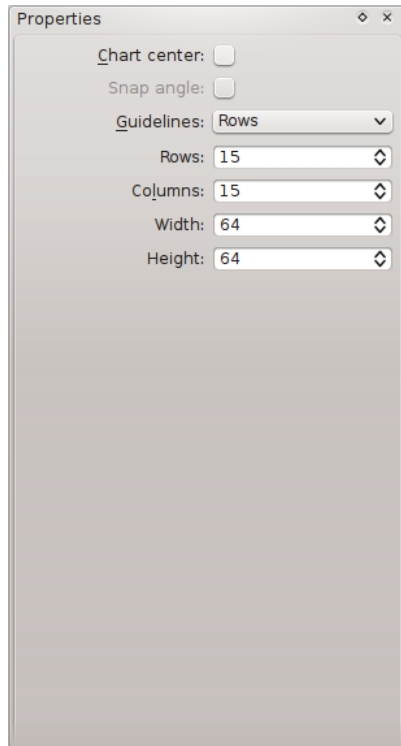 Properties
Chart center:
Snap angle:
Guidelines: Rows
Rows: 15
Columns: 15
Width: 64
Height: 64